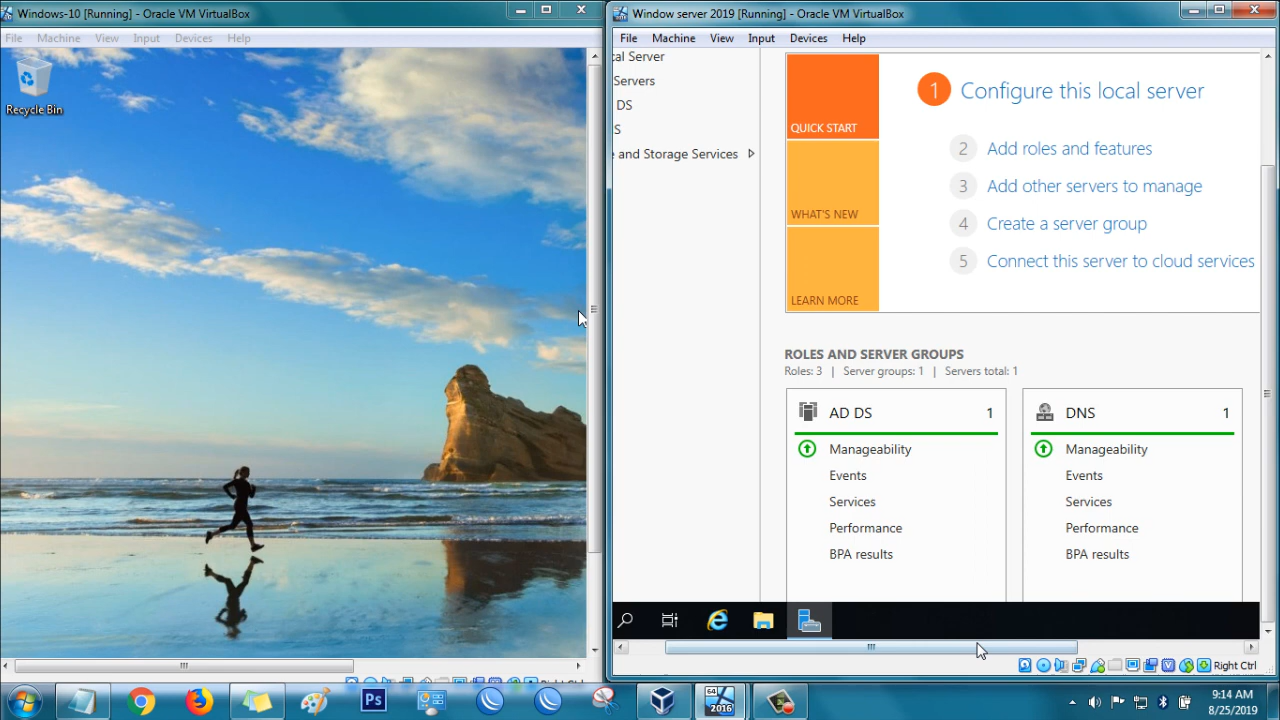 Windows-10 [Running] - Oracle VM VirtualBox
File Machine View Input Devices Help
Recycle Bin
Window server 2019 [Running] - Oracle VM VirtualBox
File Machine View Input Devices Help
cal Server
Servers
DS
S
e and Storage Services
QUICK START
WHAT'S NEW
LEARN MORE
1 Configure this local server
2 Add roles and features
3 Add other servers to manage
4 Create a server group
5 Connect this server to cloud services
ROLES AND SERVER GROUPS
Roles: 3 | Server groups: 1 | Servers total: 1
AD DS 1
Manageability
Events
Services
Performance
BPA results
DNS 1
Manageability
Events
Services
Performance
BPA results
Right Ctrl
Ps
64
2016
9:14 AM
8/25/2019